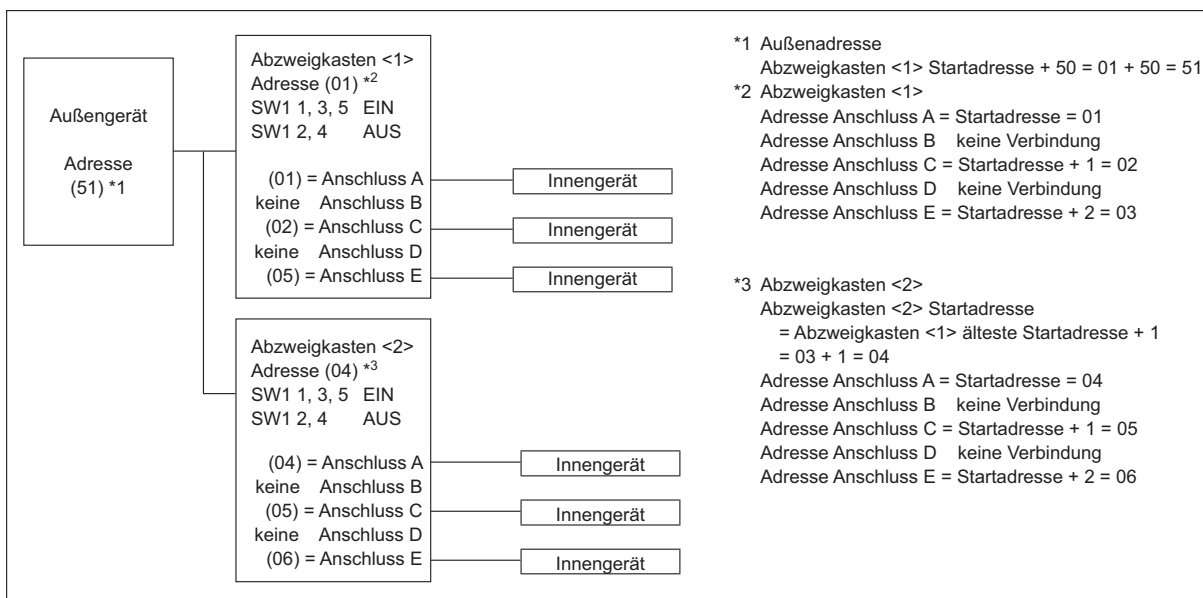 Außengerät
Adresse
(51) *1
Abzweigkasten <1>
Adresse (01) *2
SW1 1, 3, 5 EIN
SW1 2, 4 AUS
(01) = Anschluss A
keine Anschluss B
(02) = Anschluss C
keine Anschluss D
(05) = Anschluss E
Innengerät
Innengerät
Innengerät
Abzweigkasten <2>
Adresse (04) *3
SW1 1, 3, 5 EIN
SW1 2, 4 AUS
(04) = Anschluss A
keine Anschluss B
(05) = Anschluss C
keine Anschluss D
(06) = Anschluss E
Innengerät
Innengerät
Innengerät
*1 Außenadresse
Abzweigkasten <1> Startadresse + 50 = 01 + 50 = 51
*2 Abzweigkasten <1>
Adresse Anschluss A = Startadresse = 01
Adresse Anschluss B keine Verbindung
Adresse Anschluss C = Startadresse + 1 = 02
Adresse Anschluss D keine Verbindung
Adresse Anschluss E = Startadresse + 2 = 03
*3 Abzweigkasten <2>
Abzweigkasten <2> Startadresse
= Abzweigkasten <1> älteste Startadresse + 1
= 03 + 1 = 04
Adresse Anschluss A = Startadresse = 04
Adresse Anschluss B keine Verbindung
Adresse Anschluss C = Startadresse + 1 = 05
Adresse Anschluss D keine Verbindung
Adresse Anschluss E = Startadresse + 2 = 06